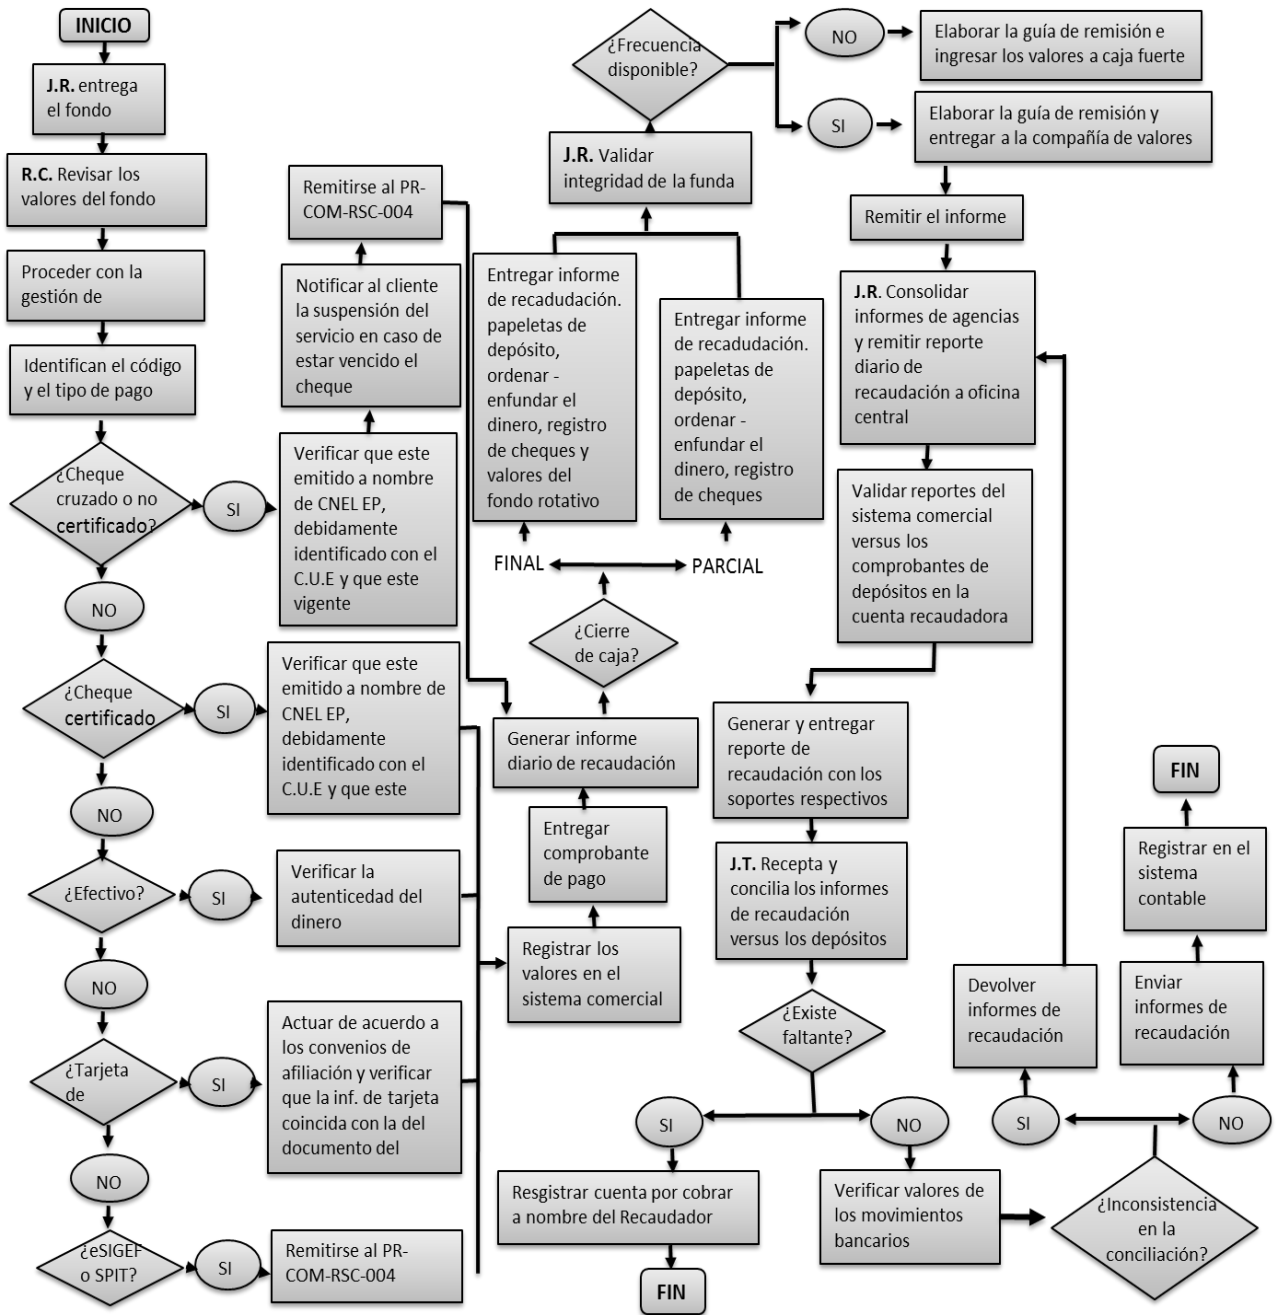 INICIO
J.R. entrega
el fondo
R.C. Revisar los
valores del fondo
Proceder con la
gestión de
Identifican el código
y el tipo de pago
¿Cheque
cruzado o no
certificado?
SI
NO
¿Cheque
certificado
SI
NO
¿Efectivo?
SI
NO
¿Tarjeta
de
SI
NO
¿eSIGEF
o SPIT?
SI
Remitirse al PR-
COM-RSC-004
Notificar al cliente
la suspensión del
servicio en caso de
estar vencido el
cheque
Verificar que este
emitido a nombre
de CNEL EP,
debidamente
identificado con el
C.U.E y que este
vigente
Verificar que este
emitido a nombre de
CNEL EP,
debidamente
identificado con el
C.U.E y que este
Verificar la
autenticedad del
dinero
Actuar de acuerdo a
los convenios de
afiliación y verificar
que la inf. de tarjeta
coincida con la del
documento del
Remitirse al PR-
COM-RSC-004
Registrar los
valores en el
sistema comercial
Entregar
comprobante
de pago
Generar informe
diario de recaudación
¿Cierre
de caja?
FINAL
PARCIAL
Entregar informe
de recadudación.
papeletas de
depósito,
ordenar -
enfundar el
dinero, registro
de cheques y
valores del
fondo rotativo
Entregar informe
de recadudación.
papeletas de
depósito,
ordenar -
enfundar el
dinero, registro
de cheques
J.R. Validar
integridad de la funda
¿Frecuencia
disponible?
NO
Elaborar la guía de remisión e
ingresar los valores a caja fuerte
SI
Elaborar la guía de remisión y
entregar a la compañía de valores
Remitir el informe
J.R. Consolidar
informes de agencias
y remitir reporte
diario de
recaudación a oficina
central
Validar reportes del
sistema comercial
versus los
comprobantes de
depósitos en la
cuenta recaudadora
Generar y entregar
reporte de
recaudación con los
soportes respectivos
J.T. Recepta y
concilia los informes
de recaudación
versus los depósitos
¿Existe
faltante?
SI
NO
Resgistrar cuenta por cobrar
a nombre del Recaudador
FIN
Verificar valores de
los movimientos
bancarios
¿Inconsistencia
en la
conciliación?
SI
NO
Devolver
informes de
recaudación
Enviar
informes de
recaudación
Registrar en el
sistema
contable
FIN